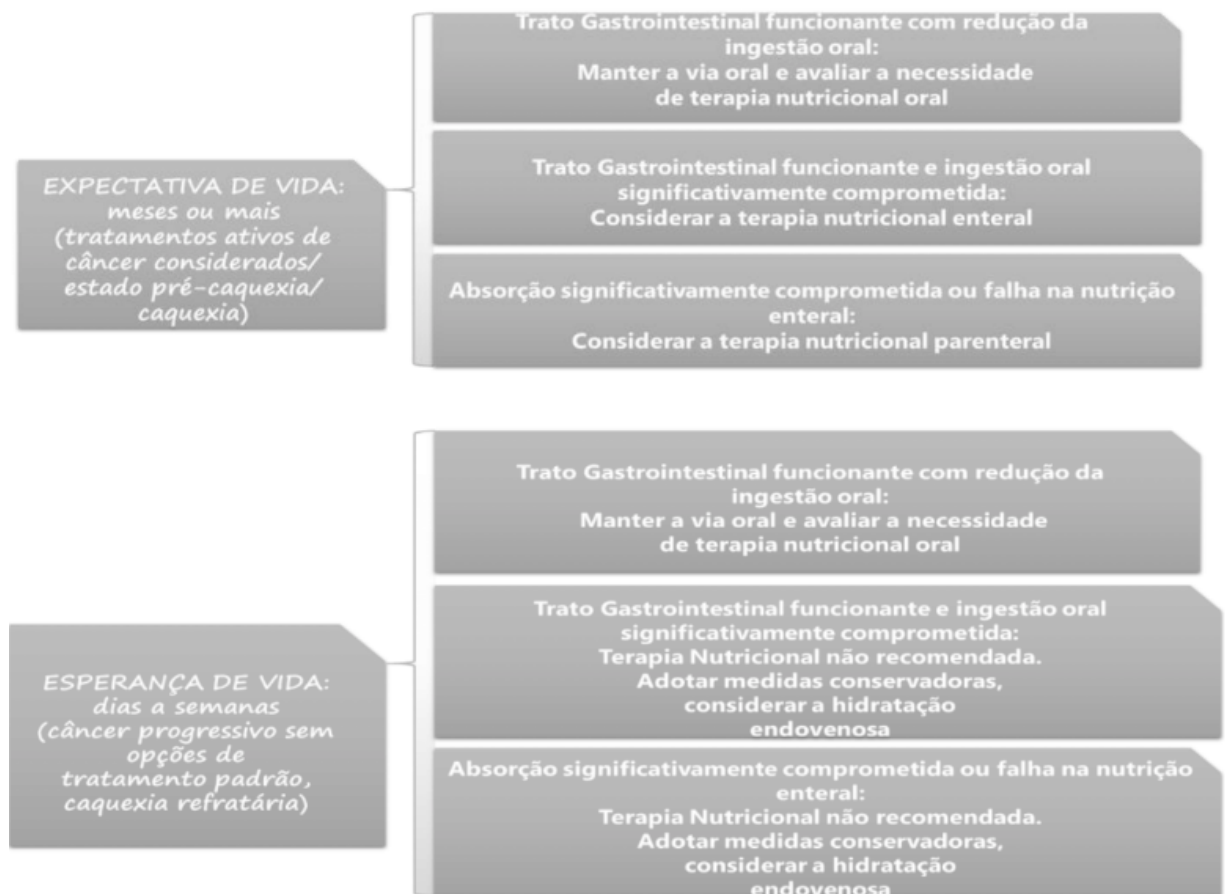 EXPECTATIVA DE VIDA:
meses ou mais
(tratamentos ativos de
câncer considerados/
estado pré-caquexia/
caquexia)
Trato Gastrointestinal funcionante com redução da
ingestão oral:
Manter a via oral e avaliar a necessidade
de terapia nutricional oral
Trato Gastrointestinal funcionante e ingestão oral
significativamente comprometida:
Considerar a terapia nutricional enteral
Absorção significativamente comprometida ou falha na nutrição
enteral:
Considerar a terapia nutricional parenteral
ESPERANÇA DE VIDA:
dias a semanas
(câncer progressivo sem
opções de
tratamento padrão,
caquexia refratária)
Trato Gastrointestinal funcionante com redução da
ingestão oral:
Manter a via oral e avaliar a necessidade
de terapia nutricional oral
Trato Gastrointestinal funcionante e ingestão oral
significativamente comprometida:
Terapia Nutricional não recomendada.
Adotar medidas conservadoras,
considerar a hidratação
endovenosa
Absorção significativamente comprometida ou falha na nutrição
enteral:
Terapia Nutricional não recomendada.
Adotar medidas conservadoras,
considerar a hidratação
endovenosa